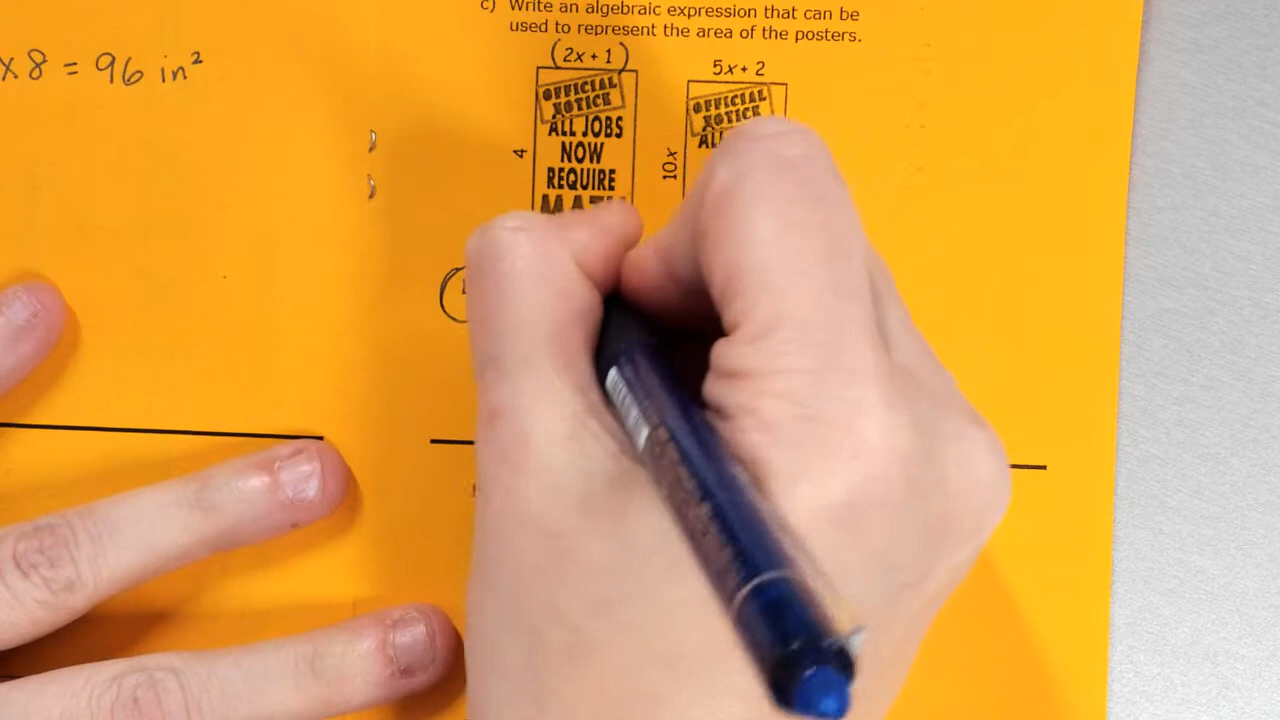 c) Write an algebraic expression that can be
used to represent the area of the posters.
x 8 = 96 in²
(2x + 1)
5x + 2
OFFICIAL
NOTICE
ALL JOBS
NOW
REQUIRE
4
OFFICIAL
NOTICE
10x